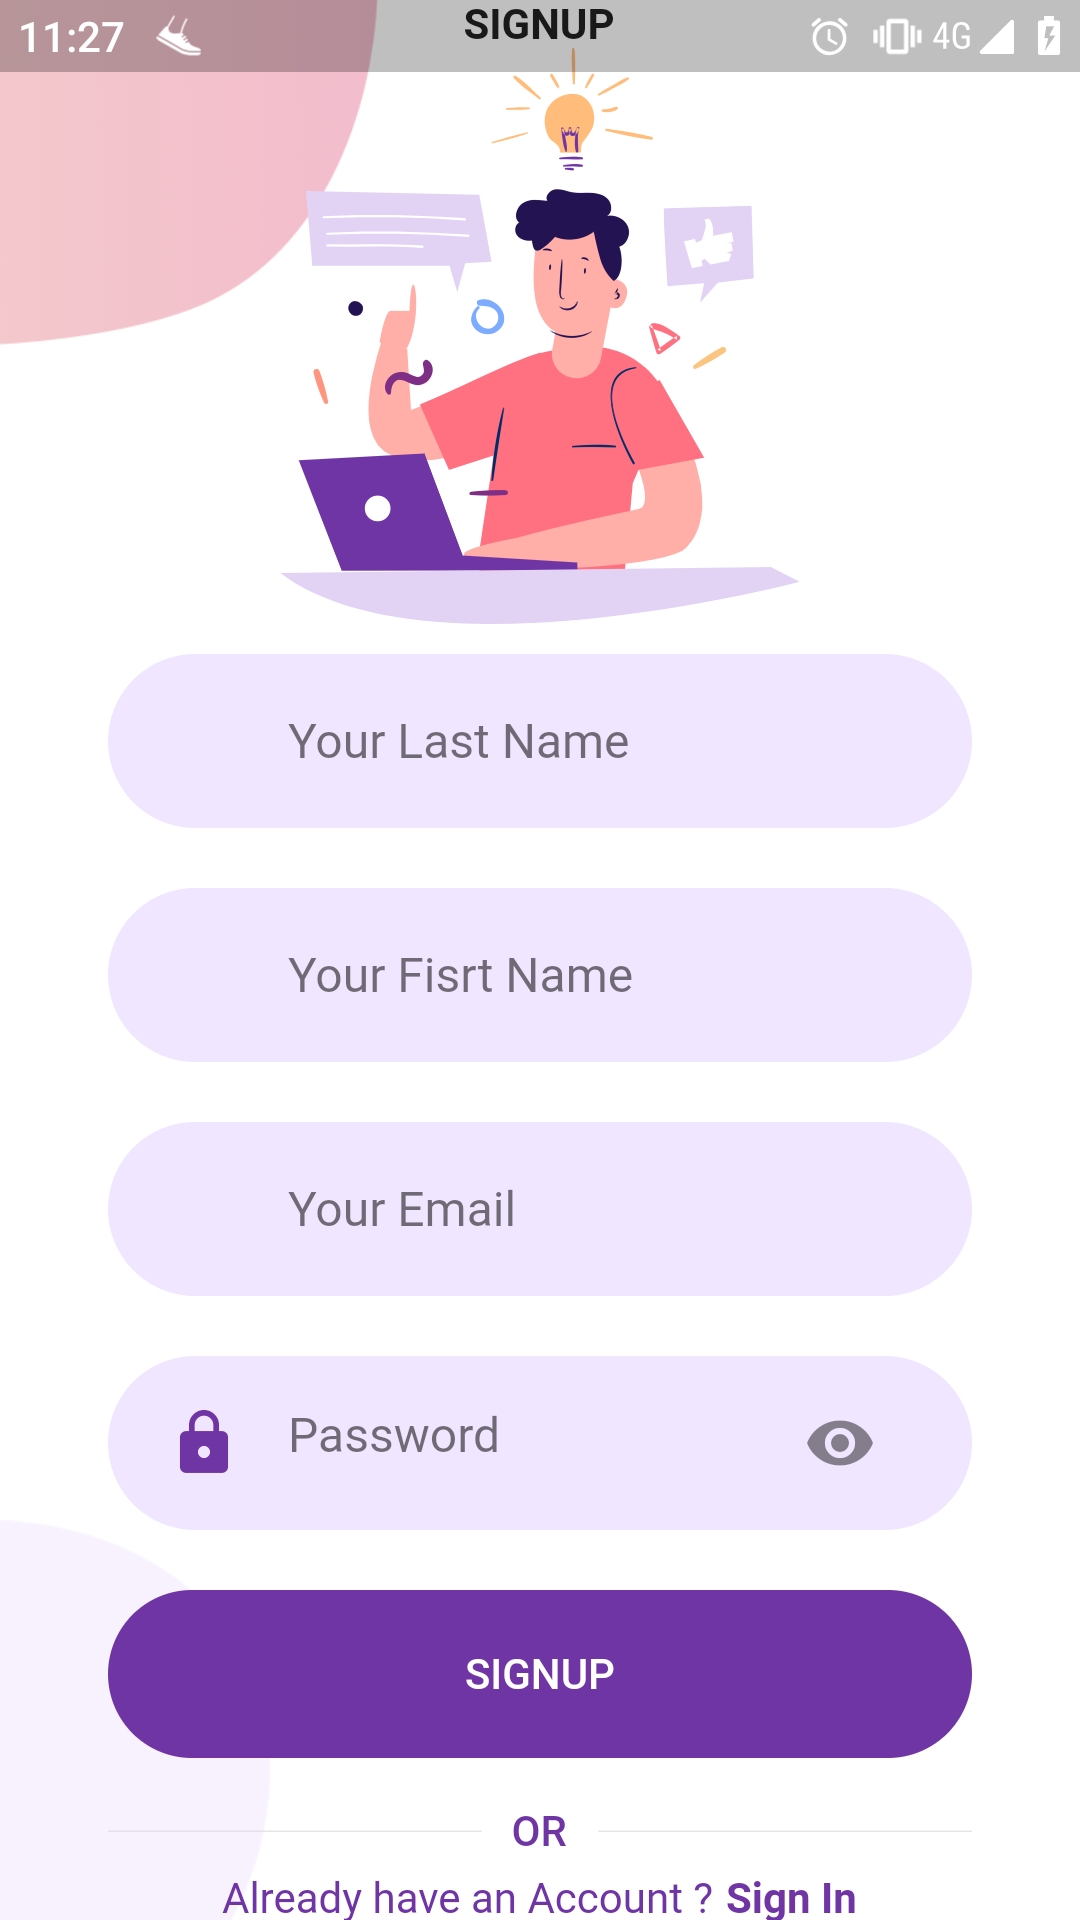 11:27
4G
SIGNUP
Your Last Name
Your Fisrt Name
Your Email
Password
SIGNUP
OR
Already have an Account ? Sign In